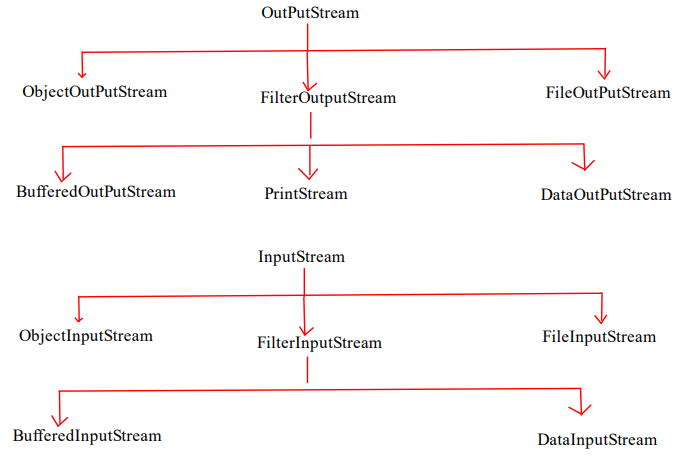 OutPutStream
ObjectOutPutStream FilterOutputStream FileOutPutStream
BufferedOutPutStream PrintStream DataOutPutStream
InputStream
ObjectInputStream FilterInputStream FileInputStream
BufferedInputStream DataInputStream